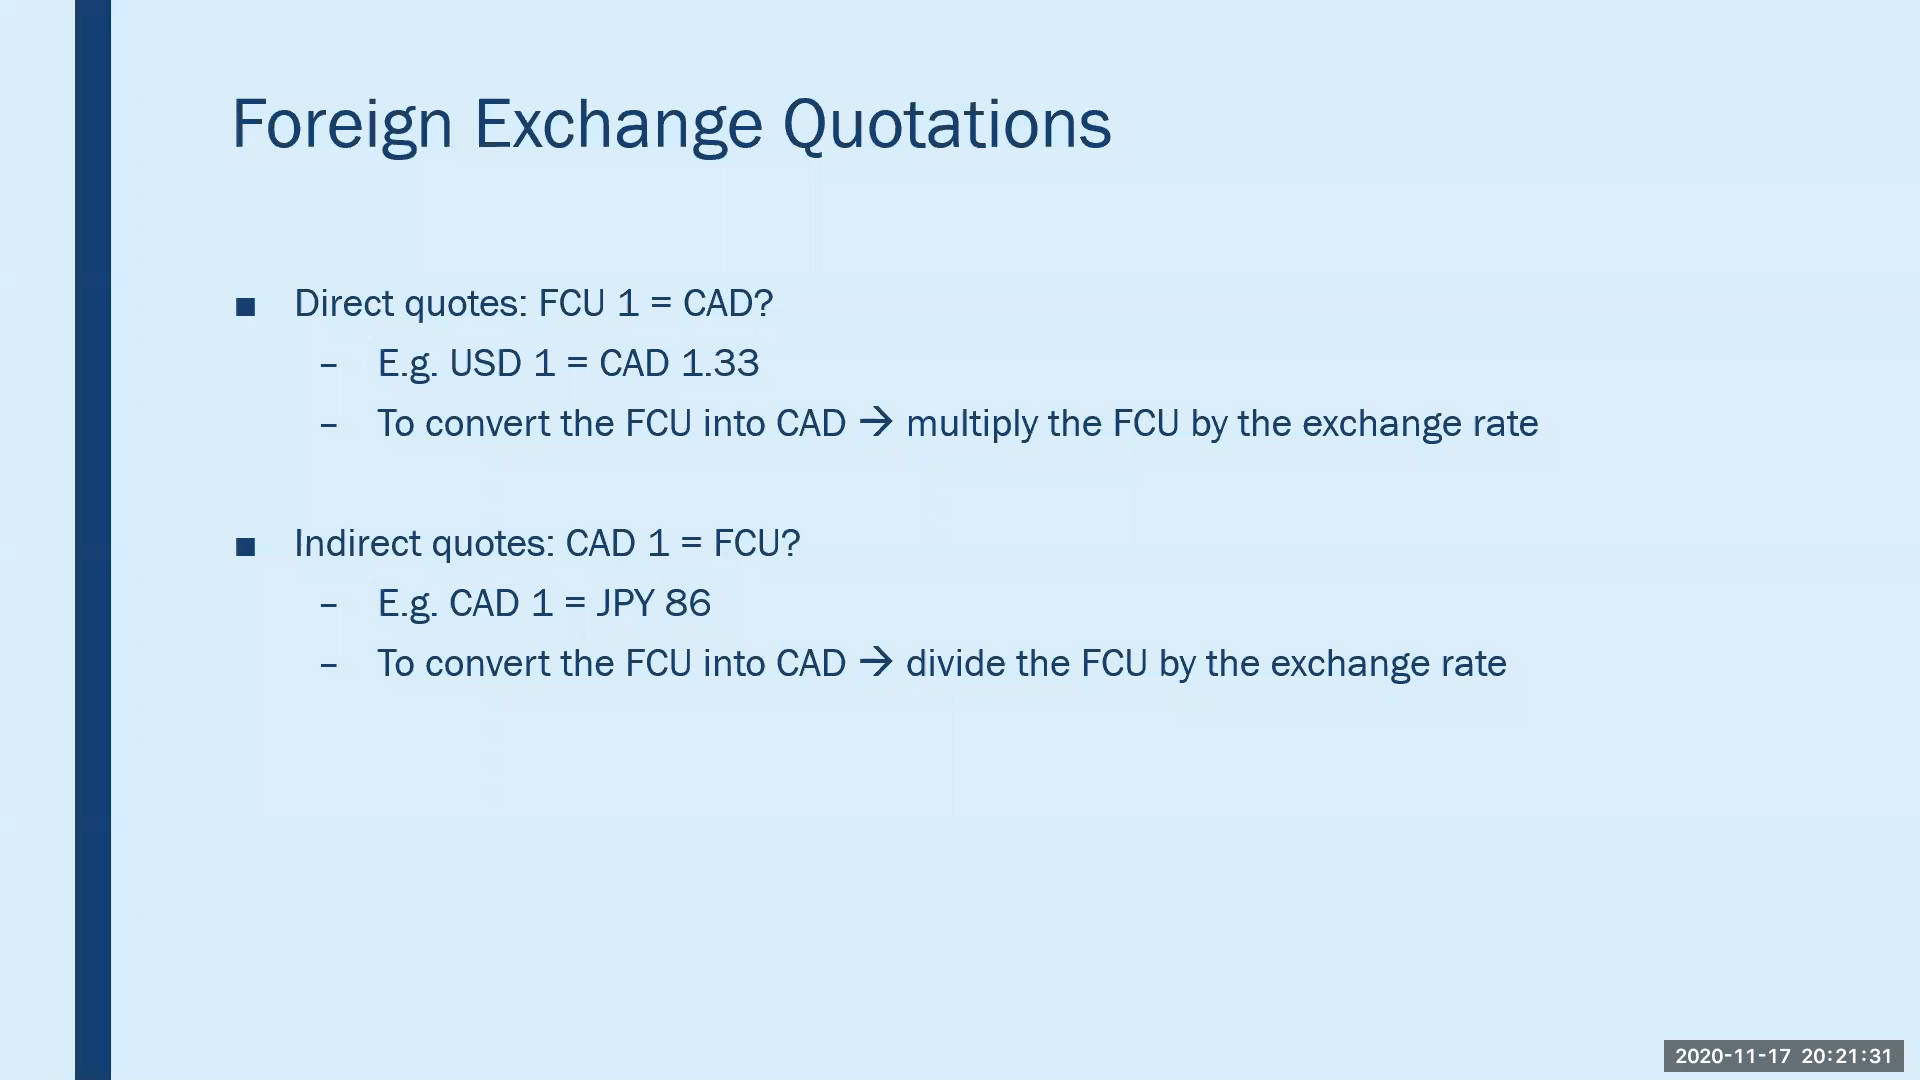 Foreign Exchange Quotations
■ Direct quotes: FCU 1 = CAD?
– E.g. USD 1 = CAD 1.33
– To convert the FCU into CAD → multiply the FCU by the exchange rate
■ Indirect quotes: CAD 1 = FCU?
– E.g. CAD 1 = JPY 86
– To convert the FCU into CAD → divide the FCU by the exchange rate
2020-11-17 20:21:31